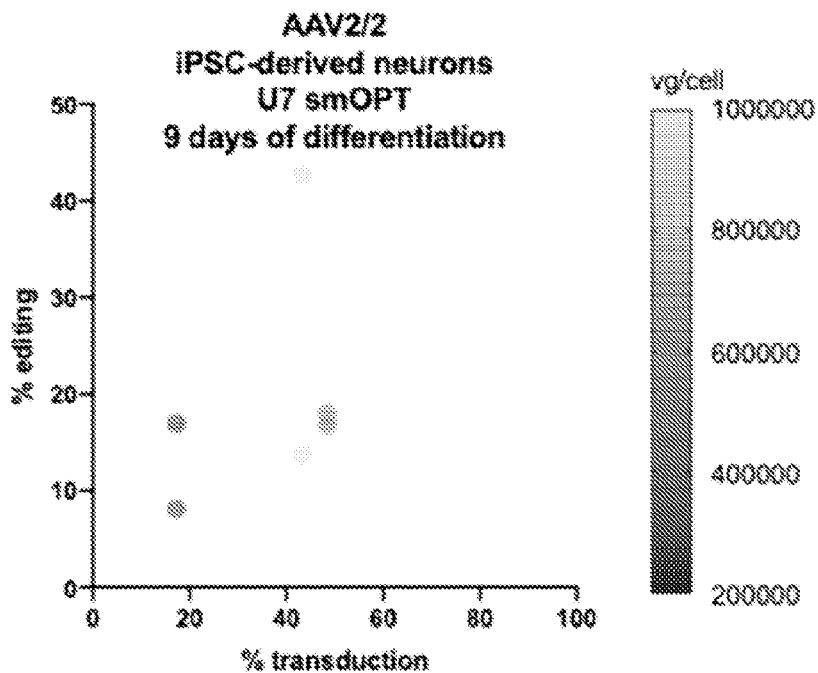 AAV2/2
iPSC-derived neurons
U7 smOPT
9 days of differentiation
vg/cell
1000000
800000
600000
400000
200000
50
40
30
20
10
0
% editing
0 20 40 60 80 100
% transduction